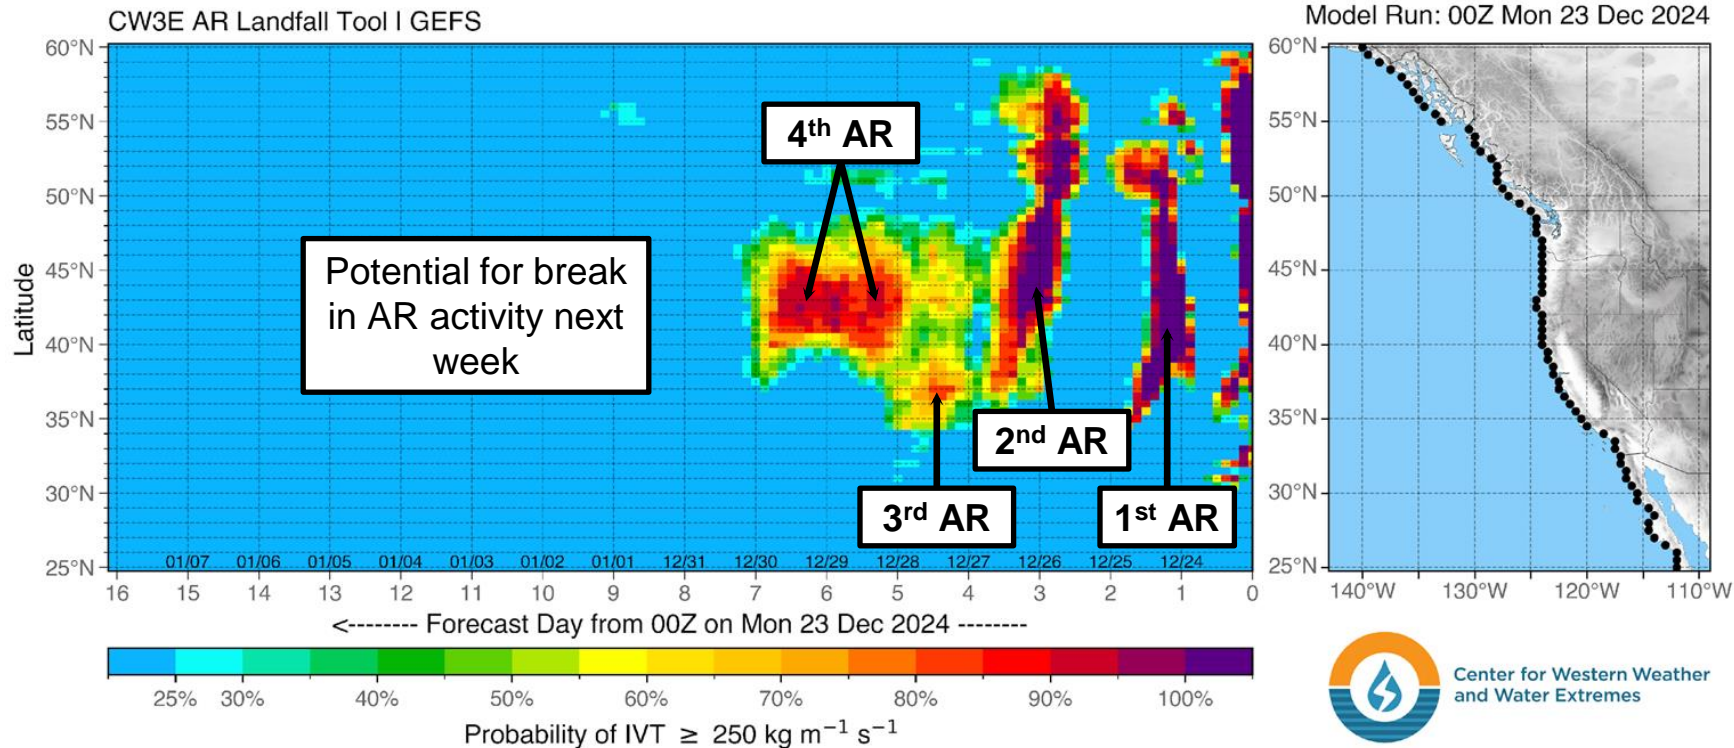 CW3E AR Landfall Tool | GEFS
Model Run: 00Z Mon 23 Dec 2024
Latitude
60°N
55°N
50°N
45°N
40°N
35°N
30°N
25°N
4th AR
Potential for break
in AR activity next
week
2nd AR
3rd AR
1st AR
01/07 01/06 01/05 01/04 01/03 01/02 01/01 12/31 12/30 12/29 12/28 12/27 12/26 12/25 12/24
16 15 14 13 12 11 10 9 8 7 6 5 4 3 2 1 0
<-------- Forecast Day from 00Z on Mon 23 Dec 2024 --------
25% 30% 40% 50% 60% 70% 80% 90% 100%
Probability of IVT ≥ 250 kg m⁻¹ s⁻¹
60°N
55°N
50°N
45°N
40°N
35°N
30°N
25°N
140°W 130°W 120°W 110°W
Center for Western Weather
and Water Extremes